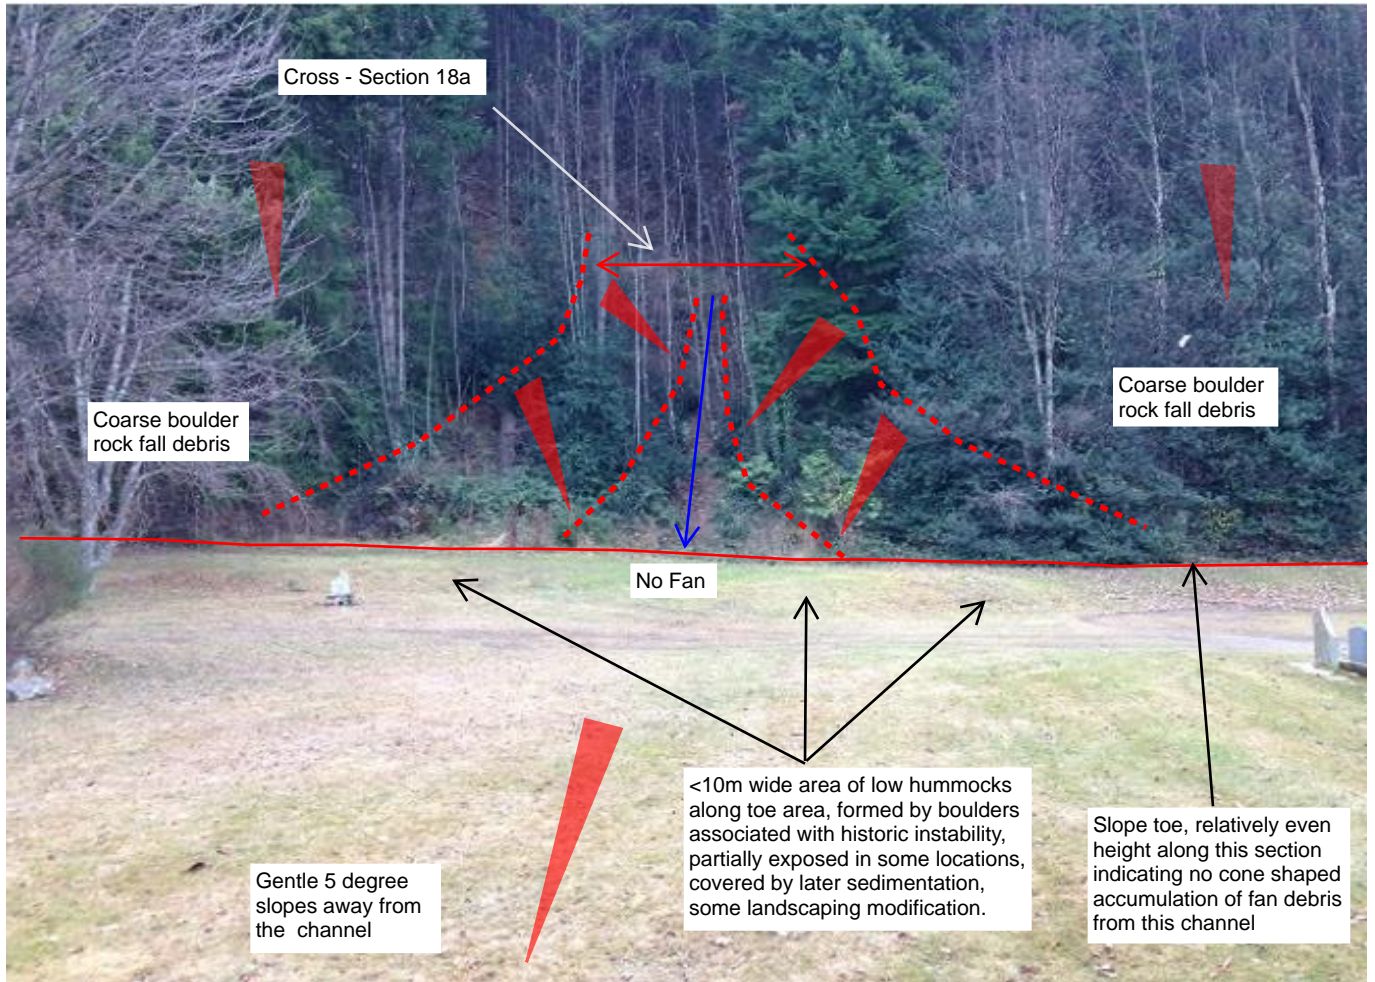 Cross - Section 18a
Coarse boulder
rock fall debris
Coarse boulder
rock fall debris
No Fan
<10m wide area of low hummocks
along toe area, formed by boulders
associated with historic instability,
partially exposed in some locations,
covered by later sedimentation,
some landscaping modification.
Slope toe, relatively even
height along this section
indicating no cone shaped
accumulation of fan debris
from this channel
Gentle 5 degree
slopes away from
the  channel